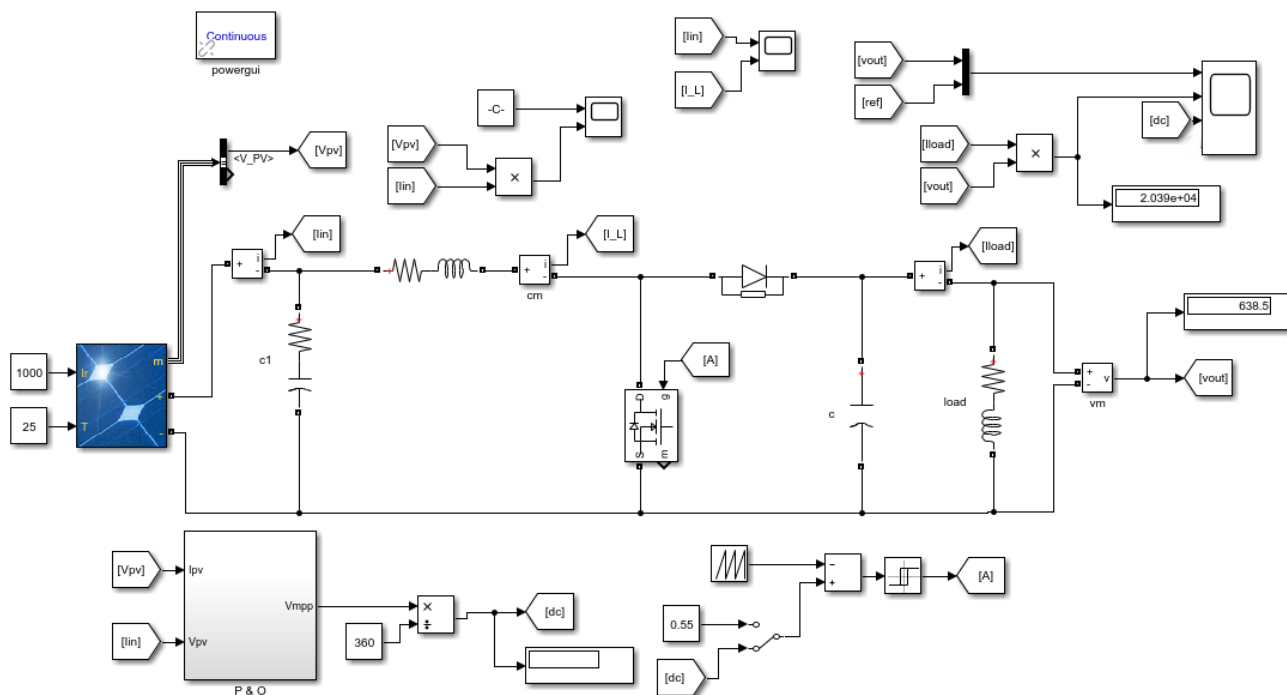 Continuous
powergui
[Iin]
[I_L]
[vout]
[ref]
[dc]
-C-
[Vpv]
[Iin]
×
<V_PV>
[Vpv]
[Iload]
[vout]
×
2.039e+04
[Iin]
i
+
-
[I_L]
i
+
-
cm
[Iload]
i
+
-
+
+
c1
1000
Ir
m
+
25
T
-
[A]
D
g
S
m
+
c
+
load
+
-
v
vm
638.5
[vout]
[Vpv]
Ipv
Vmpp
[Iin]
Vpv
P & O
×
÷
360
[dc]
0.55
[dc]
−
+
[A]